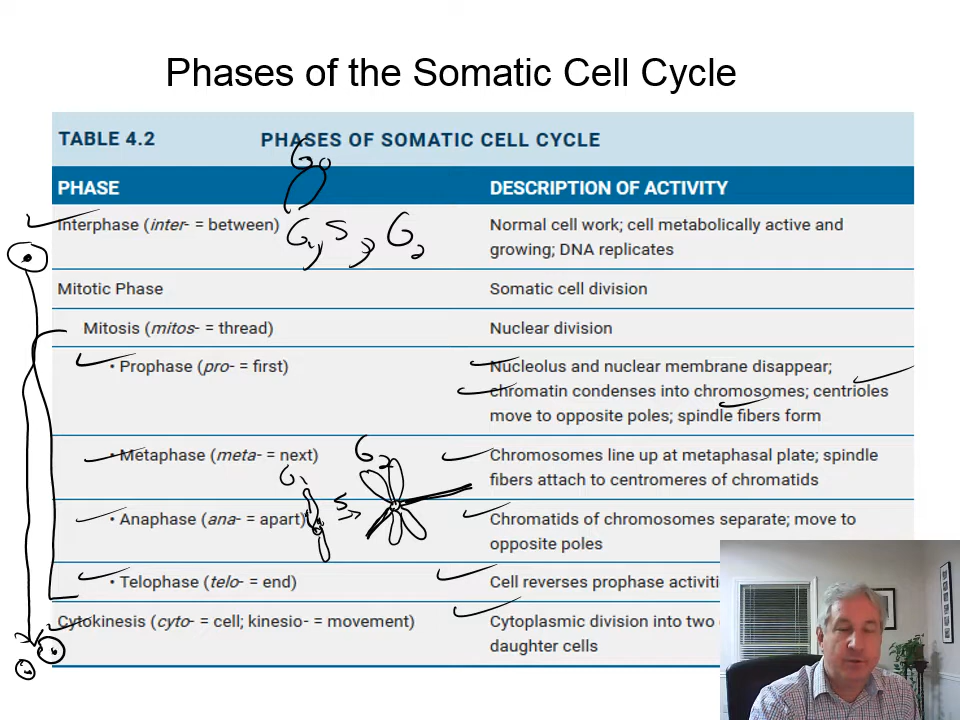 Phases of the Somatic Cell Cycle
TABLE 4.2 PHASES OF SOMATIC CELL CYCLE
G0
PHASE DESCRIPTION OF ACTIVITY
Interphase (inter- = between) G1, S, G2 Normal cell work; cell metabolically active and
growing; DNA replicates
Mitotic Phase Somatic cell division
Mitosis (mitos- = thread) Nuclear division
• Prophase (pro- = first) Nucleolus and nuclear membrane disappear;
chromatin condenses into chromosomes; centrioles
move to opposite poles; spindle fibers form
• Metaphase (meta- = next) G2 Chromosomes line up at metaphasal plate; spindle
G1 fibers attach to centromeres of chromatids
• Anaphase (ana- = apart) S Chromatids of chromosomes separate; move to
opposite poles
• Telophase (telo- = end) Cell reverses prophase activiti
Cytokinesis (cyto- = cell; kinesio- = movement) Cytoplasmic division into two
daughter cells